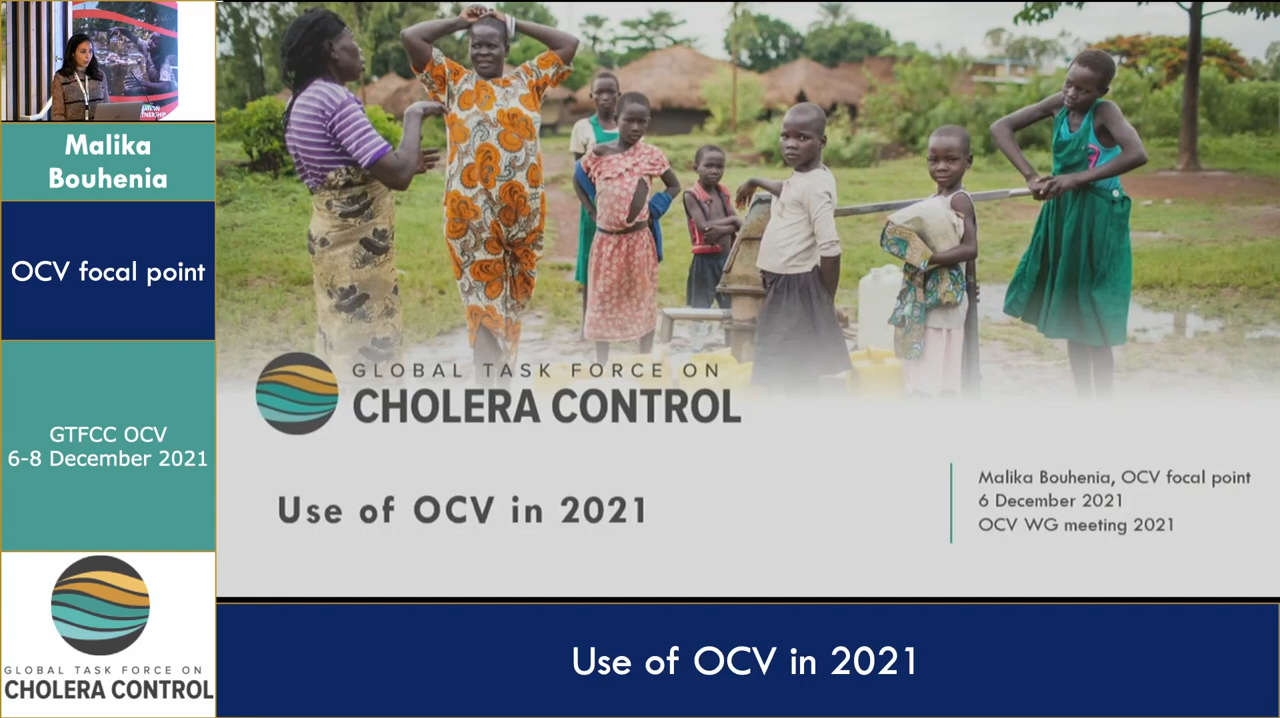 Malika
Bouhenia
OCV focal point
GTFCC OCV
6-8 December 2021
GLOBAL TASK FORCE ON
CHOLERA CONTROL
GLOBAL TASK FORCE ON
CHOLERA CONTROL
Use of OCV in 2021
Malika Bouhenia, OCV focal point
6 December 2021
OCV WG meeting 2021
Use of OCV in 2021